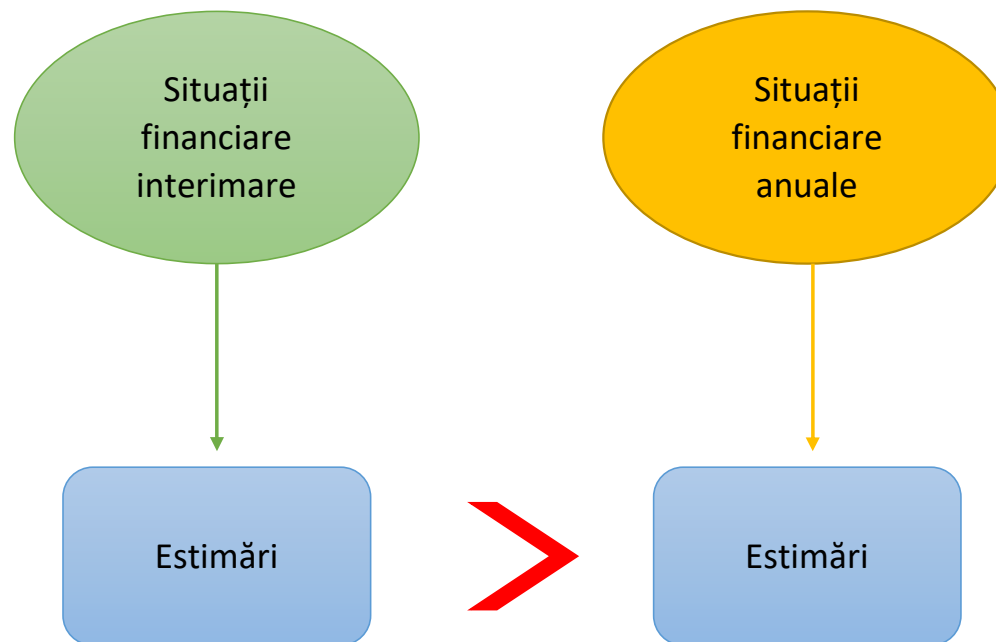 Situații
financiare
interimare
Situații
financiare
anuale
Estimări
Estimări